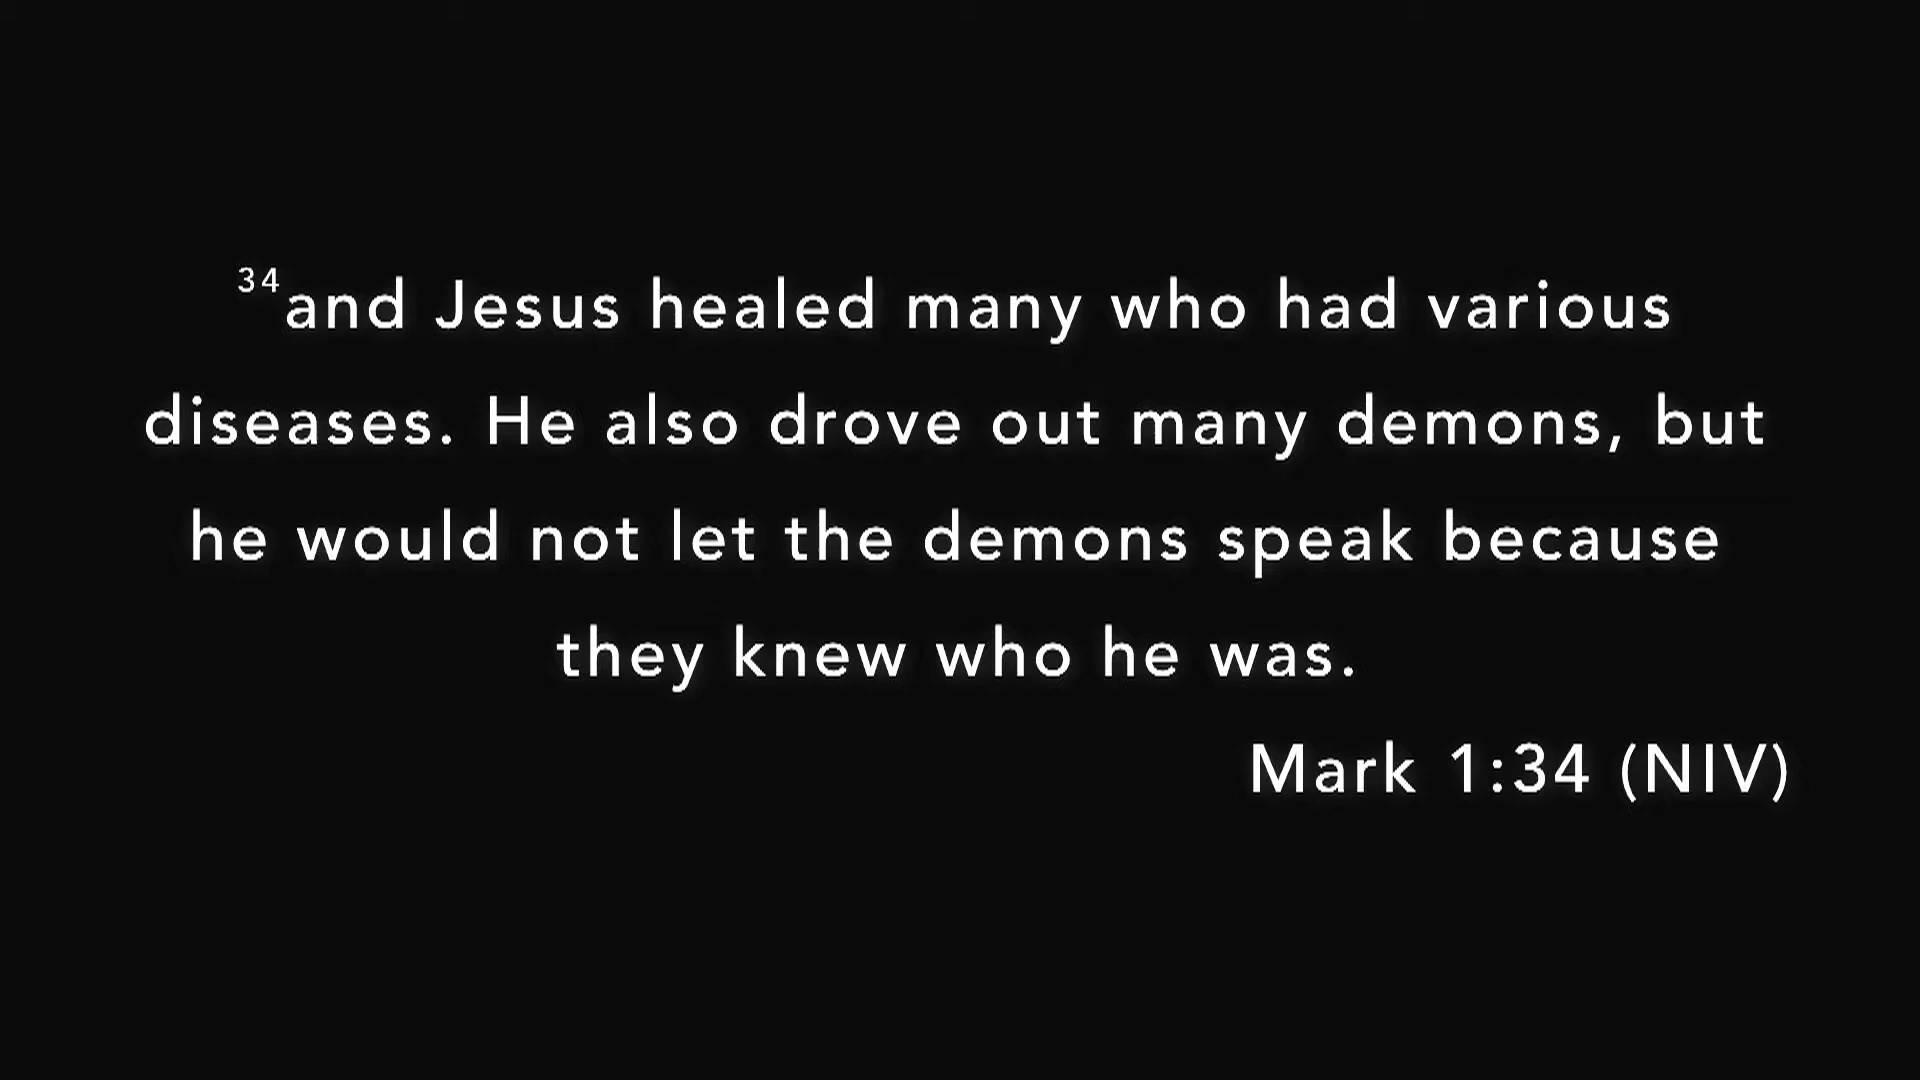 34and Jesus healed many who had various
diseases. He also drove out many demons, but
he would not let the demons speak because
they knew who he was.
Mark 1:34 (NIV)